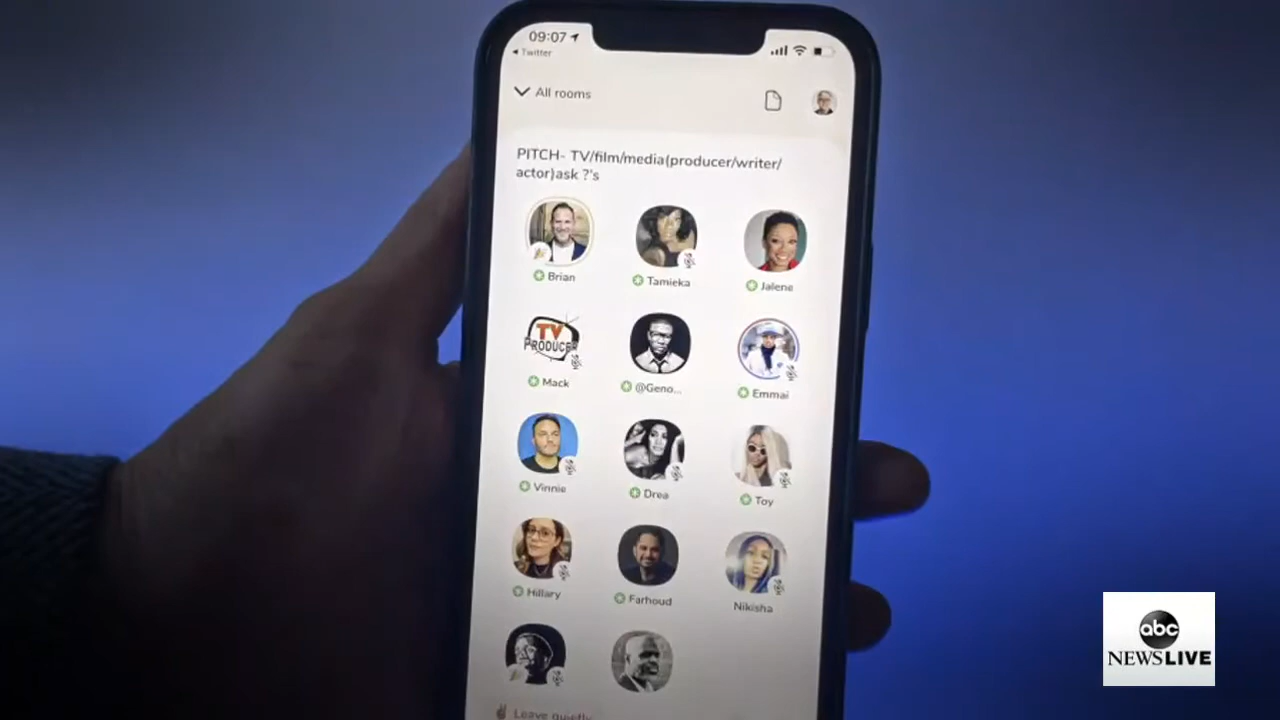 09:07
Twitter
All rooms
PITCH- TV/film/media(producer/writer/
actor)ask ?'s
Brian
Tamieka
Jalene
TV
PRODUCER
Mack
@Geno...
Emmai
Vinnie
Drea
Toy
Hillary
Farhoud
Nikisha
Leave quietly
abc
NEWSLIVE